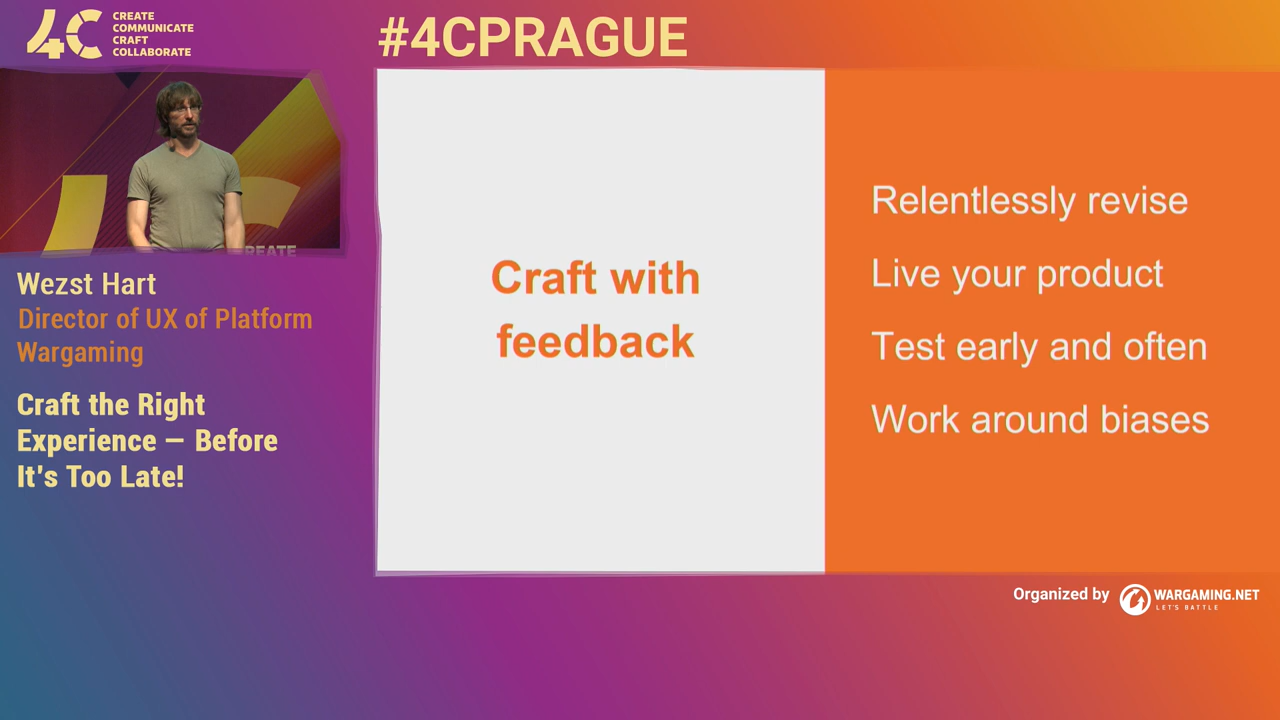 4C
CREATE
COMMUNICATE
CRAFT
COLLABORATE
#4CPRAGUE
REATE
Wezst Hart
Director of UX of Platform
Wargaming
Craft the Right
Experience — Before
It's Too Late!
Craft with
feedback
Relentlessly revise
Live your product
Test early and often
Work around biases
Organized by
WARGAMING.NET
LET'S BATTLE